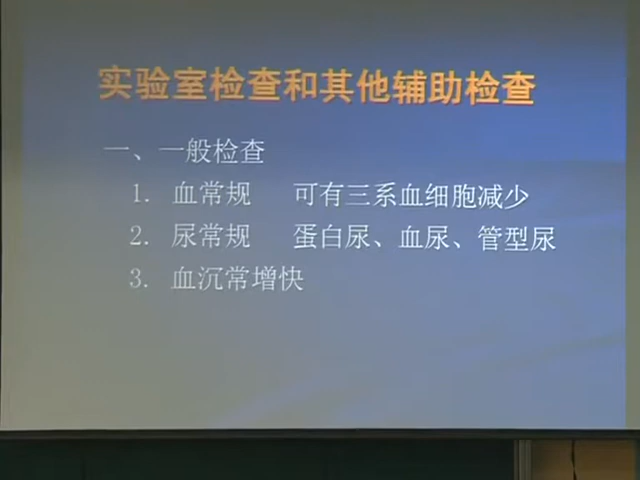 实验室检查和其他辅助检查
一、一般检查
1. 血常规 可有三系血细胞减少
2. 尿常规 蛋白尿、血尿、管型尿
3. 血沉常增快